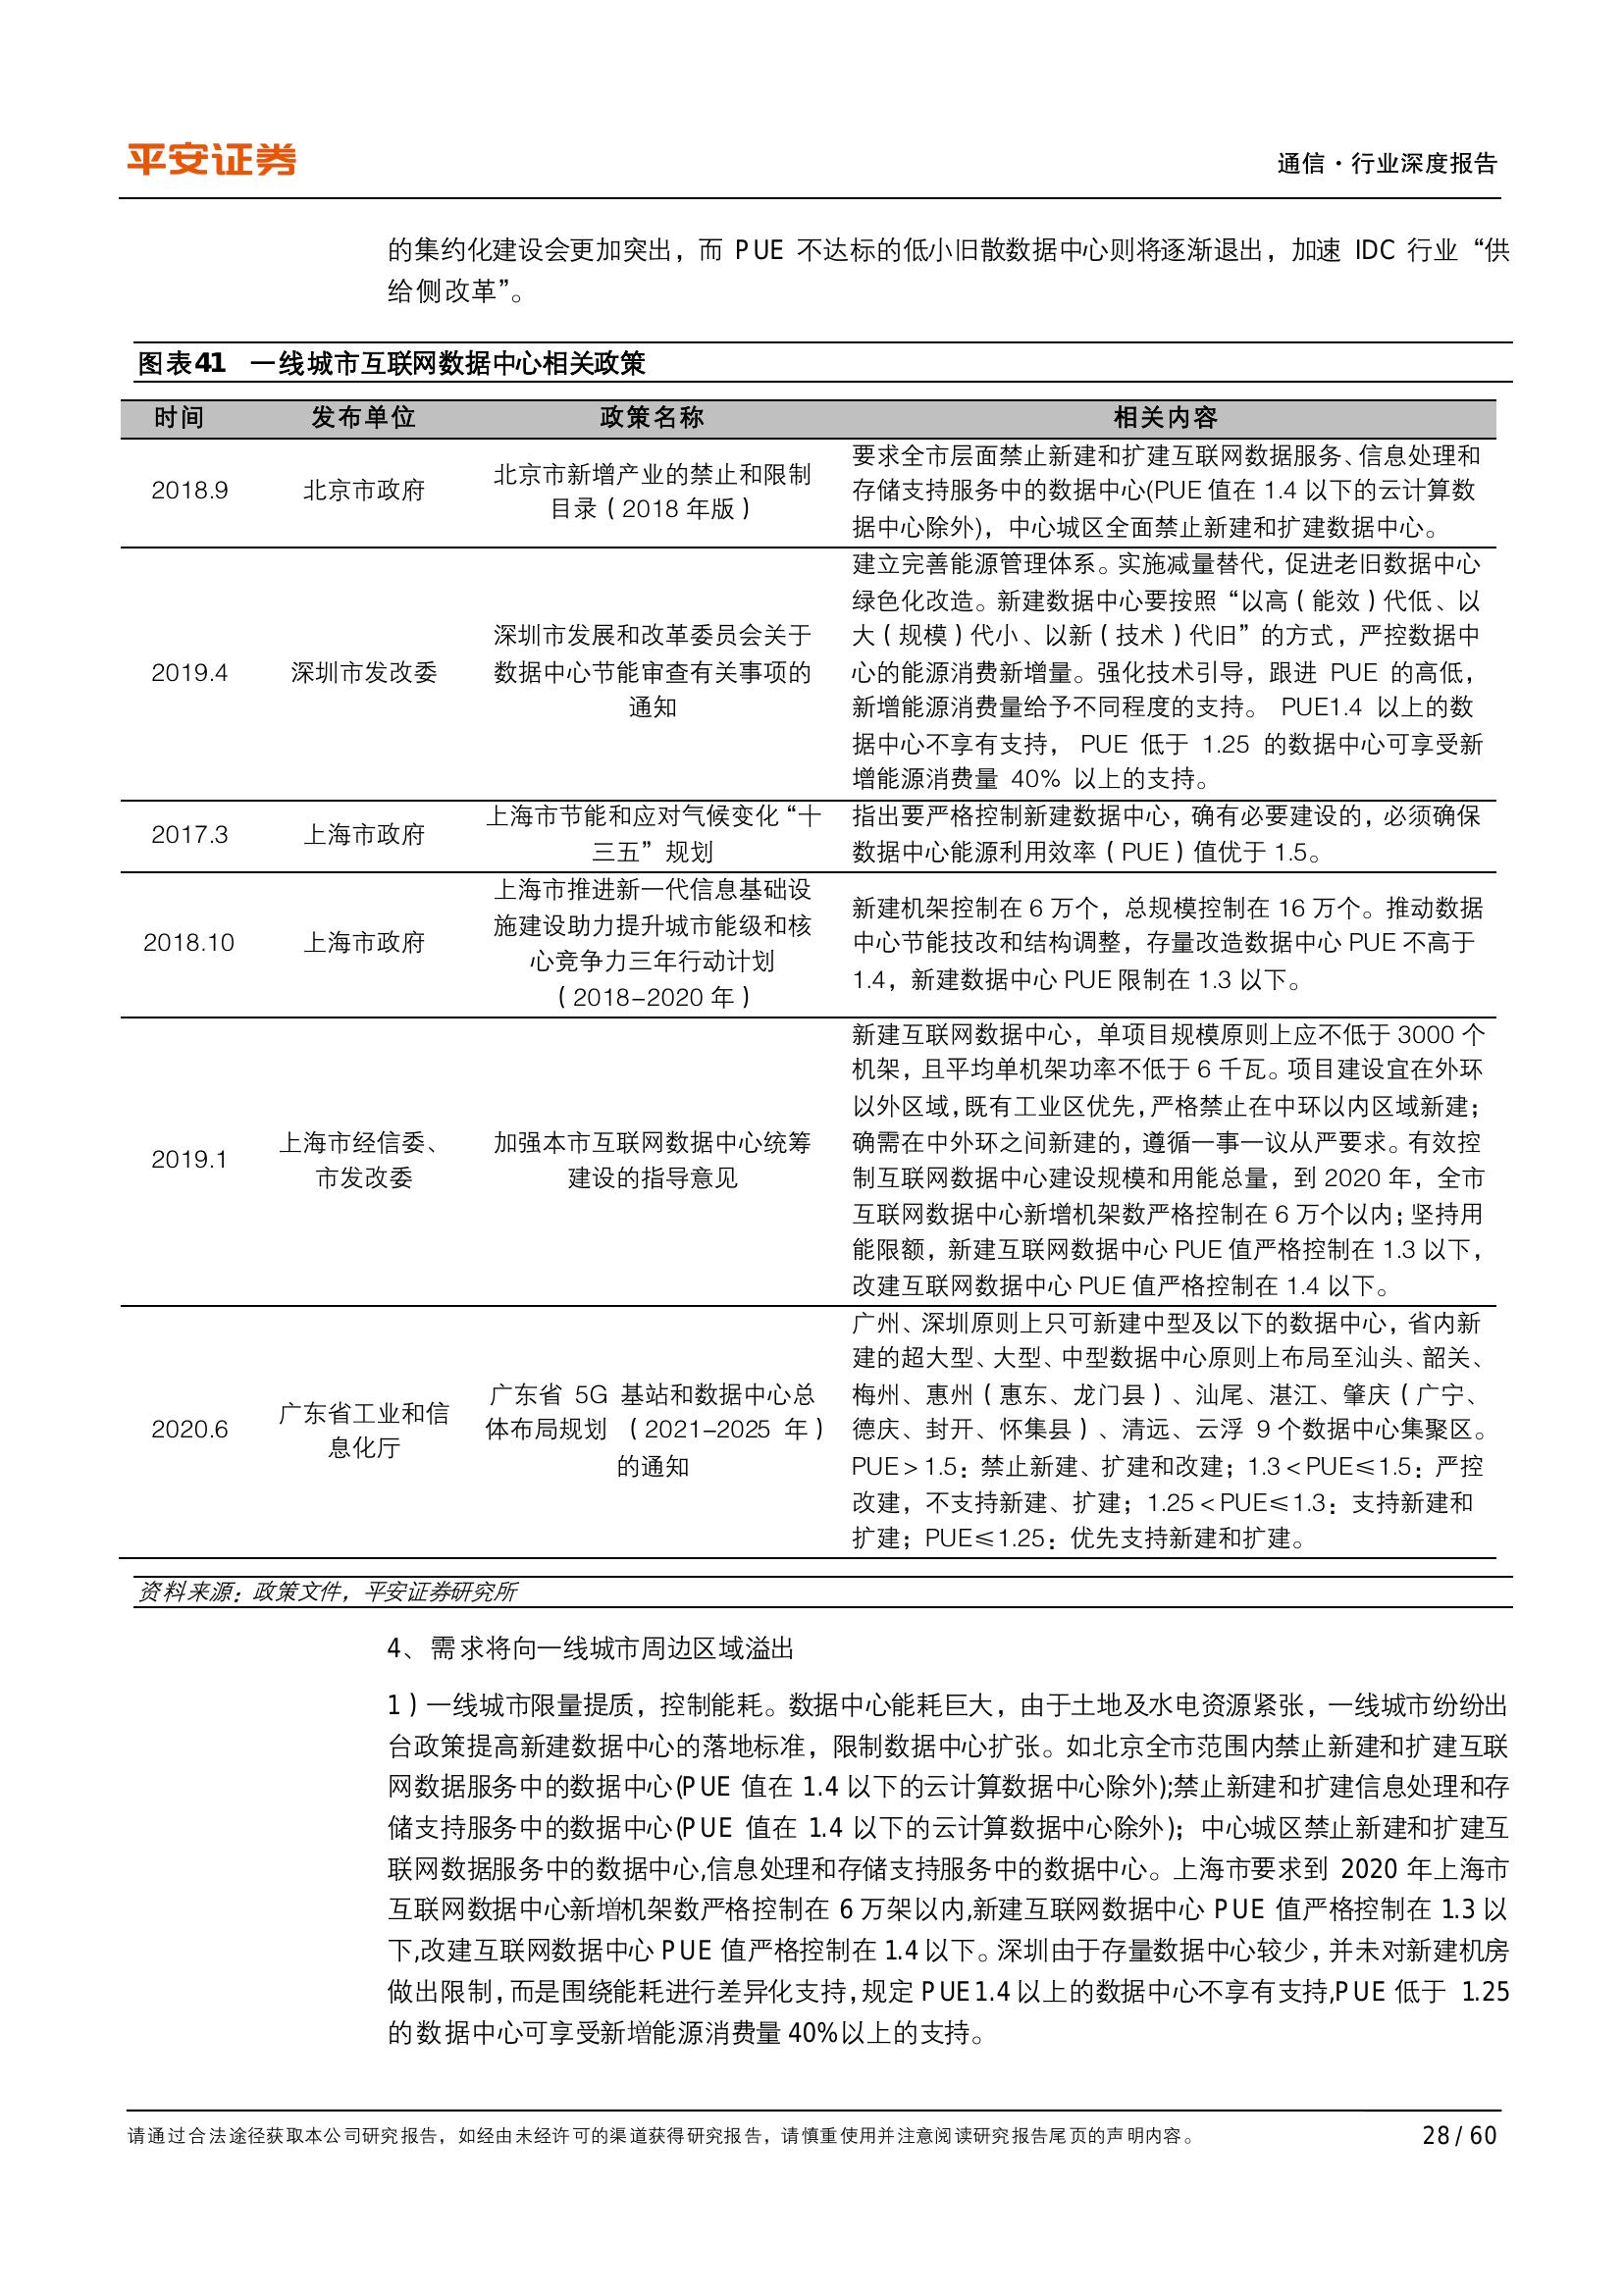 平安证券
通信·行业深度报告
的集约化建设会更加突出，而 PUE 不达标的低小旧散数据中心则将逐渐退出，加速 IDC 行业“供
给侧改革”。
图表41 一线城市互联网数据中心相关政策
时间 发布单位 政策名称 相关内容
2018.9
北京市政府
北京市新增产业的禁止和限制
目录（2018 年版）
要求全市层面禁止新建和扩建互联网数据服务、信息处理和
存储支持服务中的数据中心(PUE 值在 1.4 以下的云计算数
据中心除外)，中心城区全面禁止新建和扩建数据中心。
2019.4
深圳市发改委
深圳市发展和改革委员会关于
数据中心节能审查有关事项的
通知
建立完善能源管理体系。实施减量替代，促进老旧数据中心
绿色化改造。新建数据中心要按照“以高（能效）代低、以
大（规模）代小、以新（技术）代旧”的方式，严控数据中
心的能源消费新增量。强化技术引导，跟进 PUE 的高低，
新增能源消费量给予不同程度的支持。 PUE1.4 以上的数
据中心不享有支持， PUE 低于 1.25 的数据中心可享受新
增能源消费量 40% 以上的支持。
2017.3
上海市政府
上海市节能和应对气候变化“十
三五”规划
指出要严格控制新建数据中心，确有必要建设的，必须确保
数据中心能源利用效率（PUE）值优于 1.5。
2018.10
上海市政府
上海市推进新一代信息基础设
施建设助力提升城市能级和核
心竞争力三年行动计划
（2018-2020 年）
新建机架控制在 6 万个，总规模控制在 16 万个。推动数据
中心节能技改和结构调整，存量改造数据中心 PUE 不高于
1.4，新建数据中心 PUE 限制在 1.3 以下。
2019.1
上海市经信委、
市发改委
加强本市互联网数据中心统筹
建设的指导意见
新建互联网数据中心，单项目规模原则上应不低于 3000 个
机架，且平均单机架功率不低于 6 千瓦。项目建设宜在外环
以外区域，既有工业区优先，严格禁止在中环以内区域新建；
确需在中外环之间新建的，遵循一事一议从严要求。有效控
制互联网数据中心建设规模和用能总量，到 2020 年，全市
互联网数据中心新增机架数严格控制在 6 万个以内；坚持用
能限额，新建互联网数据中心 PUE 值严格控制在 1.3 以下，
改建互联网数据中心 PUE 值严格控制在 1.4 以下。
2020.6
广东省工业和信
息化厅
广东省 5G 基站和数据中心总
体布局规划 （2021-2025 年）
的通知
广州、深圳原则上只可新建中型及以下的数据中心，省内新
建的超大型、大型、中型数据中心原则上布局至汕头、韶关、
梅州、惠州（惠东、龙门县）、汕尾、湛江、肇庆（广宁、
德庆、封开、怀集县）、清远、云浮 9 个数据中心集聚区。
PUE＞1.5：禁止新建、扩建和改建；1.3＜PUE≤1.5：严控
改建，不支持新建、扩建；1.25＜PUE≤1.3：支持新建和
扩建；PUE≤1.25：优先支持新建和扩建。
资料来源：政策文件，平安证券研究所
4、需求将向一线城市周边区域溢出
1）一线城市限量提质，控制能耗。数据中心能耗巨大，由于土地及水电资源紧张，一线城市纷纷出
台政策提高新建数据中心的落地标准，限制数据中心扩张。如北京全市范围内禁止新建和扩建互联
网数据服务中的数据中心(PUE 值在 1.4 以下的云计算数据中心除外);禁止新建和扩建信息处理和存
储支持服务中的数据中心(PUE 值在 1.4 以下的云计算数据中心除外)；中心城区禁止新建和扩建互
联网数据服务中的数据中心,信息处理和存储支持服务中的数据中心。上海市要求到 2020 年上海市
互联网数据中心新增机架数严格控制在 6 万架以内,新建互联网数据中心 PUE 值严格控制在 1.3 以
下,改建互联网数据中心 PUE 值严格控制在 1.4 以下。深圳由于存量数据中心较少，并未对新建机房
做出限制，而是围绕能耗进行差异化支持，规定 PUE1.4 以上的数据中心不享有支持,PUE 低于 1.25
的数据中心可享受新增能源消费量 40%以上的支持。
请通过合法途径获取本公司研究报告，如经由未经许可的渠道获得研究报告，请慎重使用并注意阅读研究报告尾页的声明内容。
28 / 60